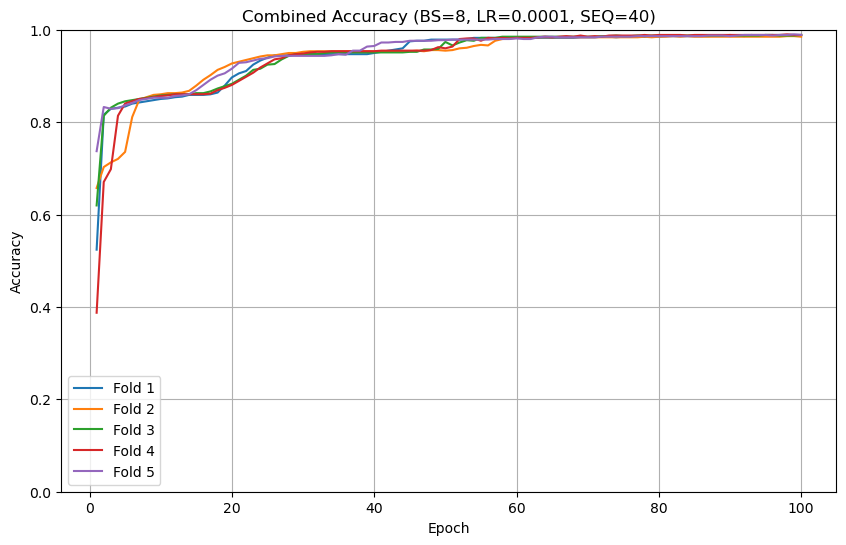 Combined Accuracy (BS=8, LR=0.0001, SEQ=40)
1.0
0.8
0.6
0.4
0.2
0.0
Accuracy
Fold 1
Fold 2
Fold 3
Fold 4
Fold 5
0 20 40 60 80 100
Epoch